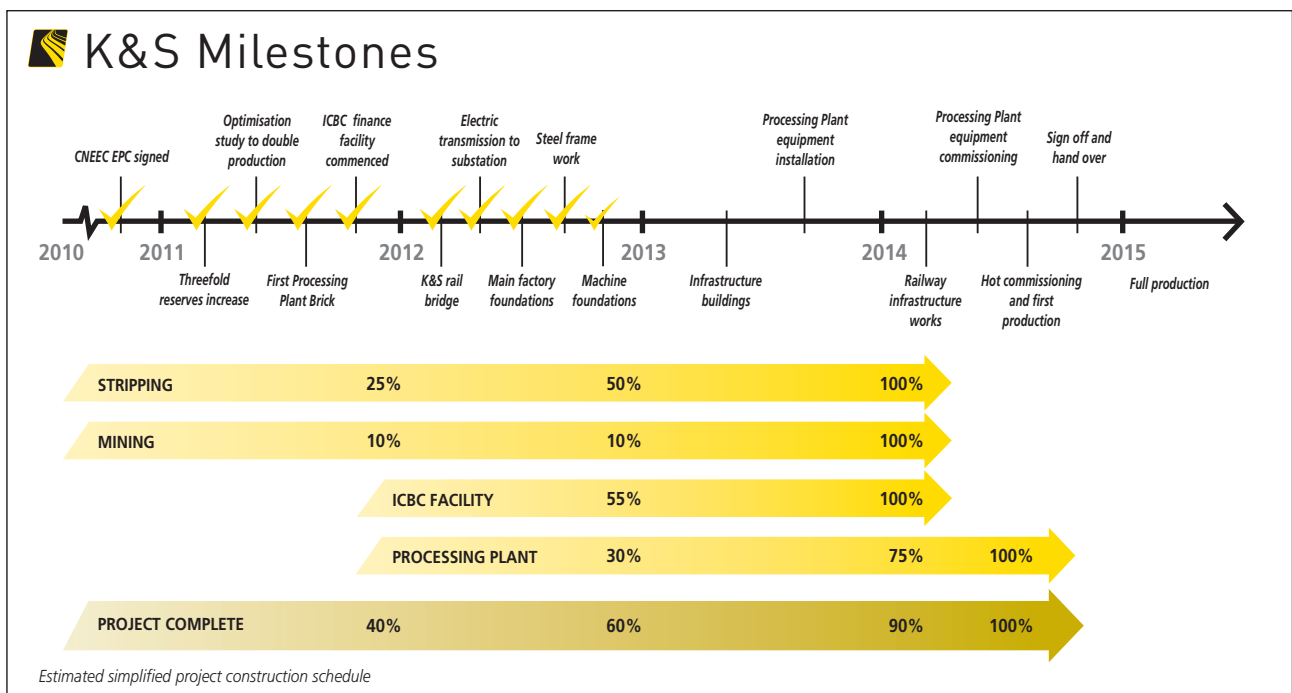 K&S Milestones
CNEEC EPC signed
Optimisation
study to double
production
ICBC finance
facility
commenced
Electric
transmission to
substation
Steel frame
work
Processing Plant
equipment
installation
Processing Plant
equipment
commissioning
Sign off and
hand over
2010 2011 2012 2013 2014 2015
Threefold
reserves increase
First Processing
Plant Brick
K&S rail
bridge
Main factory
foundations
Machine
foundations
Infrastructure
buildings
Railway
infrastructure
works
Hot commissioning
and first
production
Full production
STRIPPING 25% 50% 100%
MINING 10% 10% 100%
ICBC FACILITY 55% 100%
PROCESSING PLANT 30% 75% 100%
PROJECT COMPLETE 40% 60% 90% 100%
Estimated simplified project construction schedule